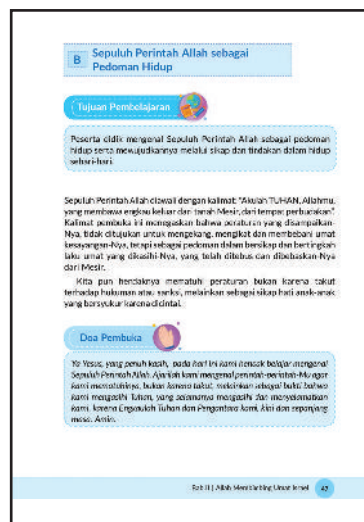 B
Sepuluh Perintah Allah sebagai
Pedoman Hidup
Tujuan Pembelajaran
Peserta didik mengenal Sepuluh Perintah Allah sebagai pedoman
hidup serta mewujudkannya melalui sikap dan tindakan dalam hidup
sehari-hari.
Sepuluh Perintah Allah diawali dengan kalimat: "Akulah TUHAN, Allahmu,
yang membawa engkau keluar dari tanah Mesir, dari tempat perbudakan".
Kalimat pembuka ini menegaskan bahwa peraturan yang disampaikan-
Nya, tidak ditujukan untuk mengekang, mengikat dan membebani umat
kesayangan-Nya, tetapi sebagai pedoman dalam bersikap dan bertingkah
laku umat yang dikasihi-Nya, yang telah ditebus dan dibebaskan-Nya
dari Mesir.
Kita pun hendaknya mematuhi peraturan bukan karena takut
terhadap hukuman atau sanksi, melainkan sebagai sikap hati anak-anak
yang bersyukur karena dicintai.
Doa Pembuka
Ya Yesus, yang penuh kasih, pada hari ini kami hendak belajar mengenal
Sepuluh Perintah Allah. Ajarilah kami mengenal perintah-perintah-Mu agar
kami mematuhinya, bukan karena takut, melainkan sebagai bukti bahwa
kami mengasihi Tuhan, yang selamanya mengasihi dan menyelamatkan
kami, karena Engkaulah Tuhan dan Pengantara kami, kini dan sepanjang
masa. Amin.
Bab II | Allah Membimbing Umat Israel 47